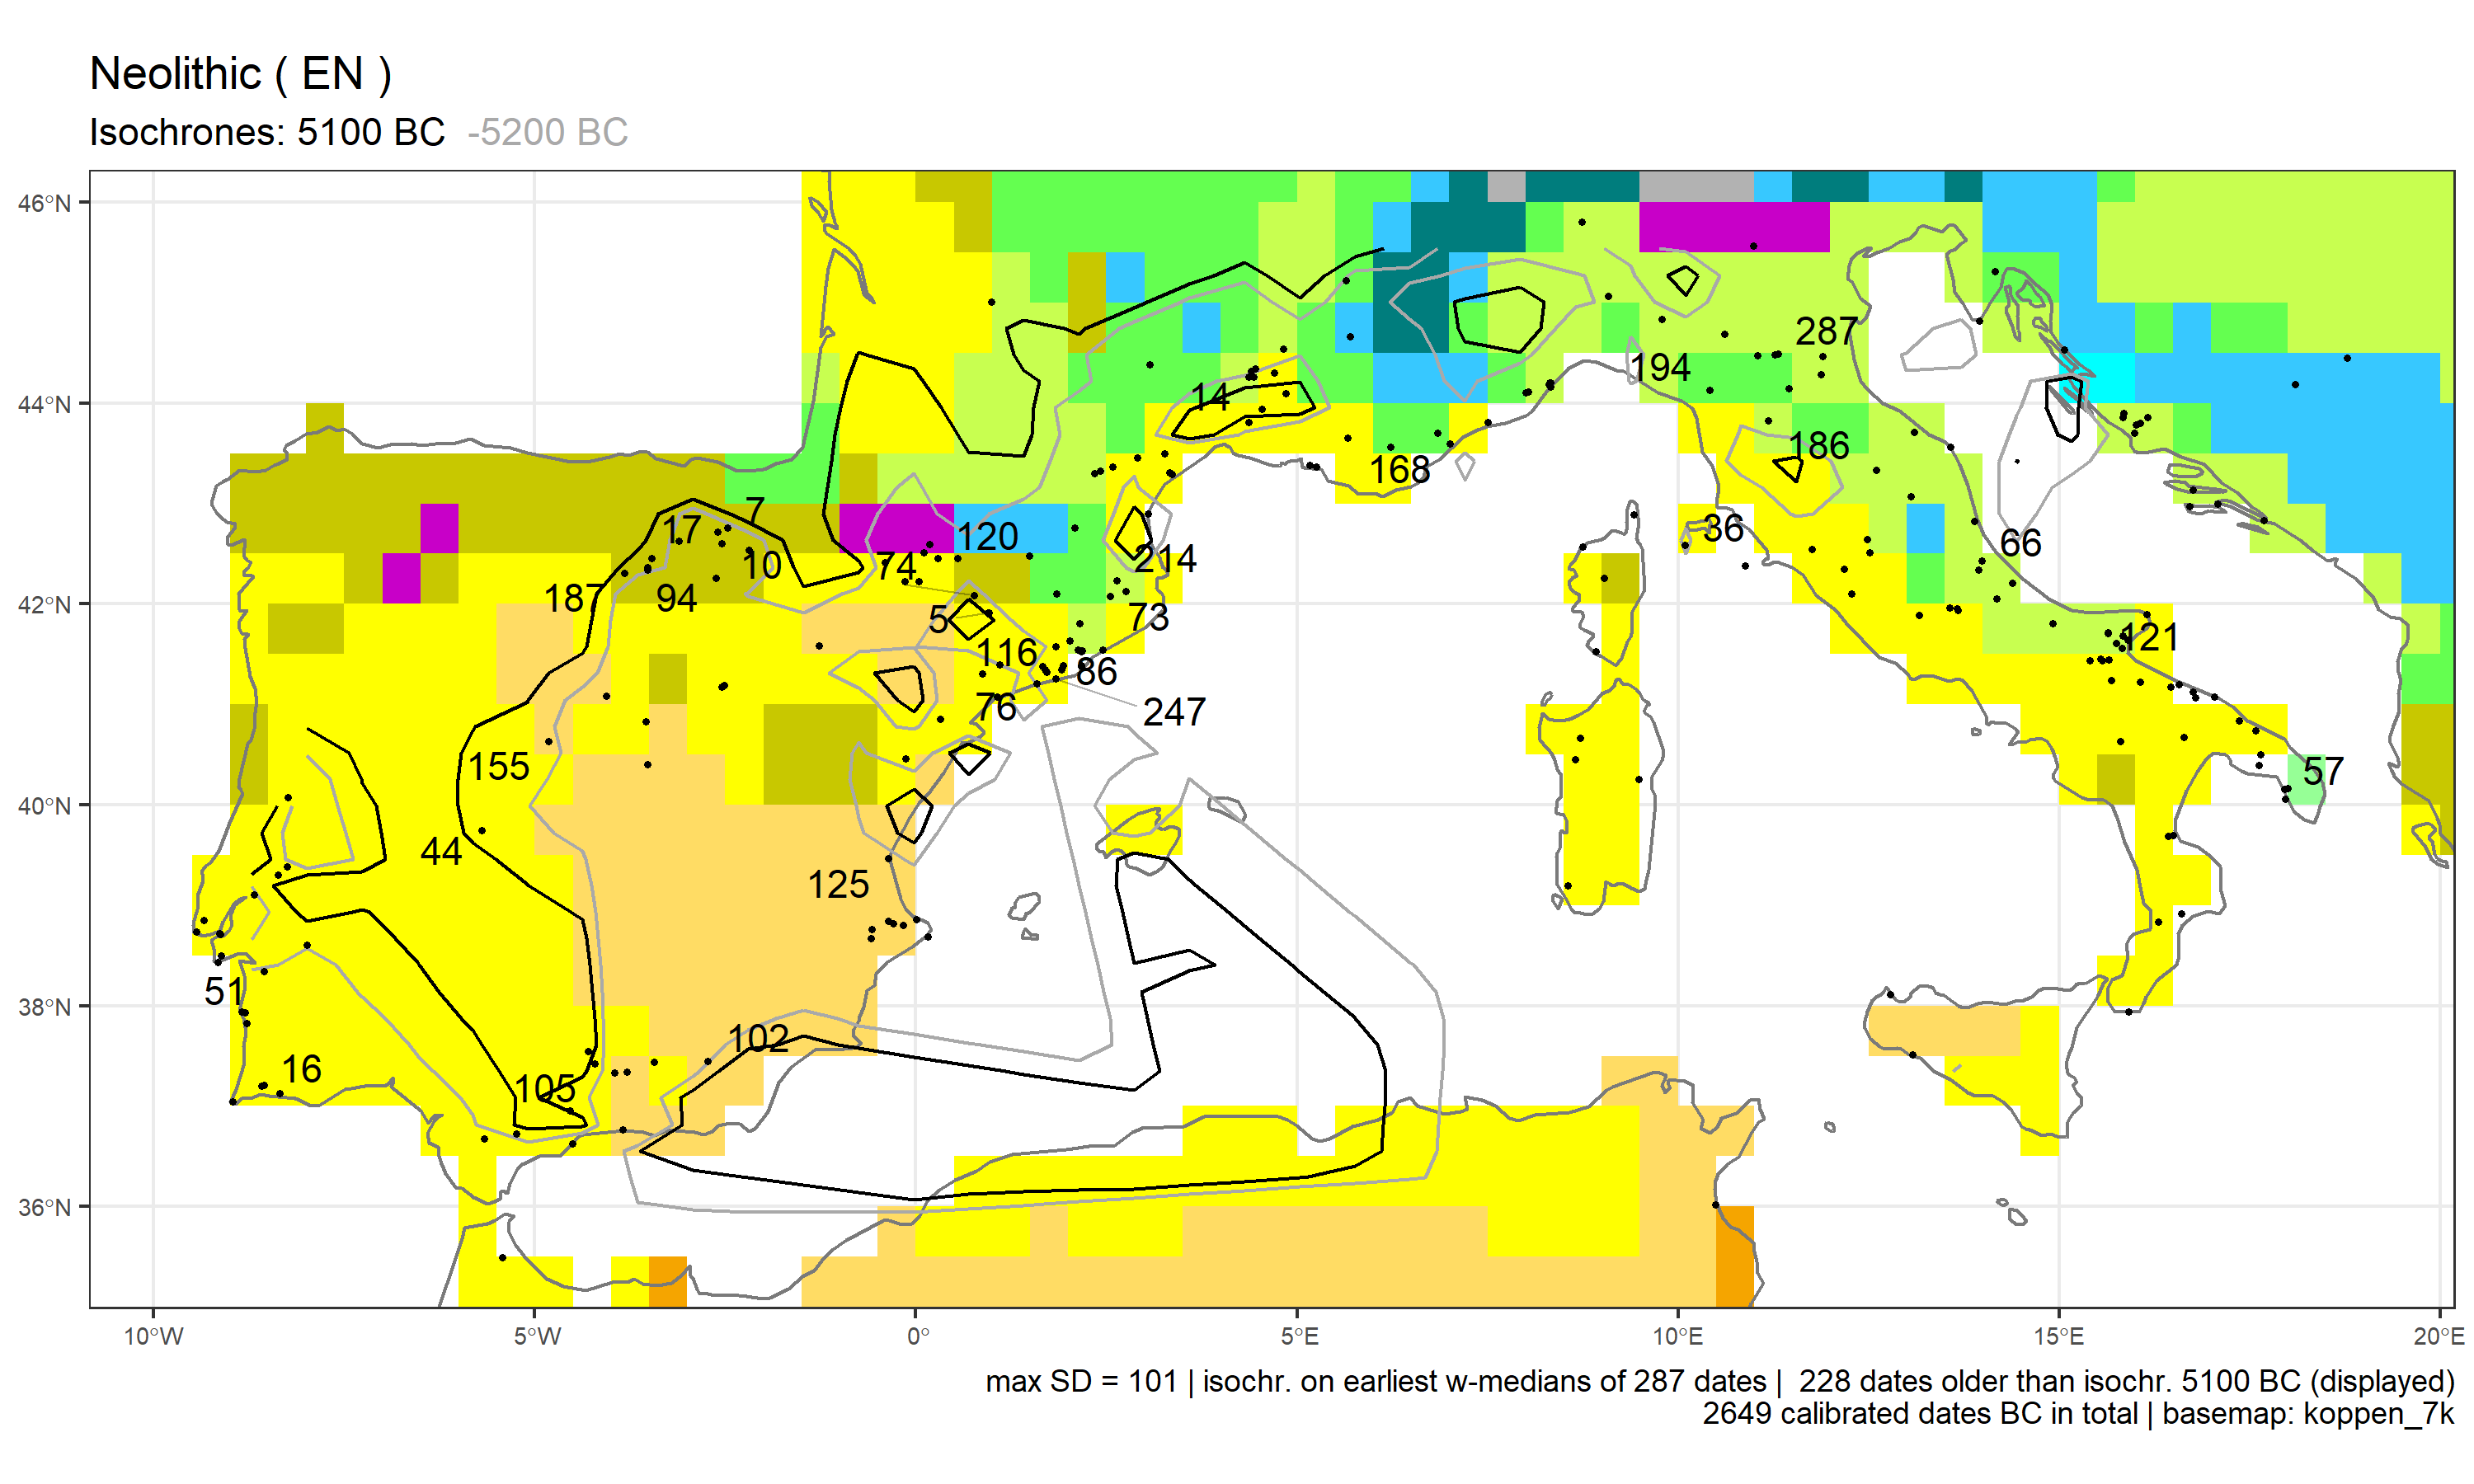 Neolithic ( EN )
Isochrones: 5100 BC -5200 BC
46°N
44°N
42°N
40°N
38°N
36°N
287
194
14
186
168
7
17
120
36
66
10
74
214
187
94
5
73
121
116
86
76
247
155
57
44
125
51
102
16
105
10°W 5°W 0° 5°E 10°E 15°E 20°E
max SD = 101 | isochr. on earliest w-medians of 287 dates | 228 dates older than isochr. 5100 BC (displayed)
2649 calibrated dates BC in total | basemap: koppen_7k